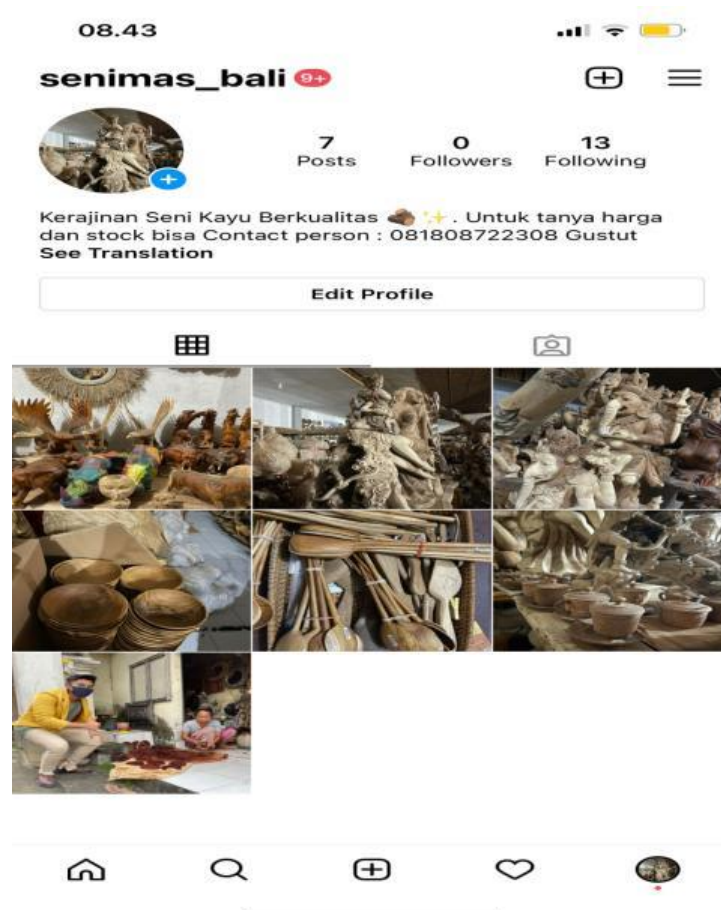 08.43
senimas_bali 9+
7 0 13
Posts Followers Following
Kerajinan Seni Kayu Berkualitas 🪵✨. Untuk tanya harga
dan stock bisa Contact person : 081808722308 Gustut
See Translation
Edit Profile